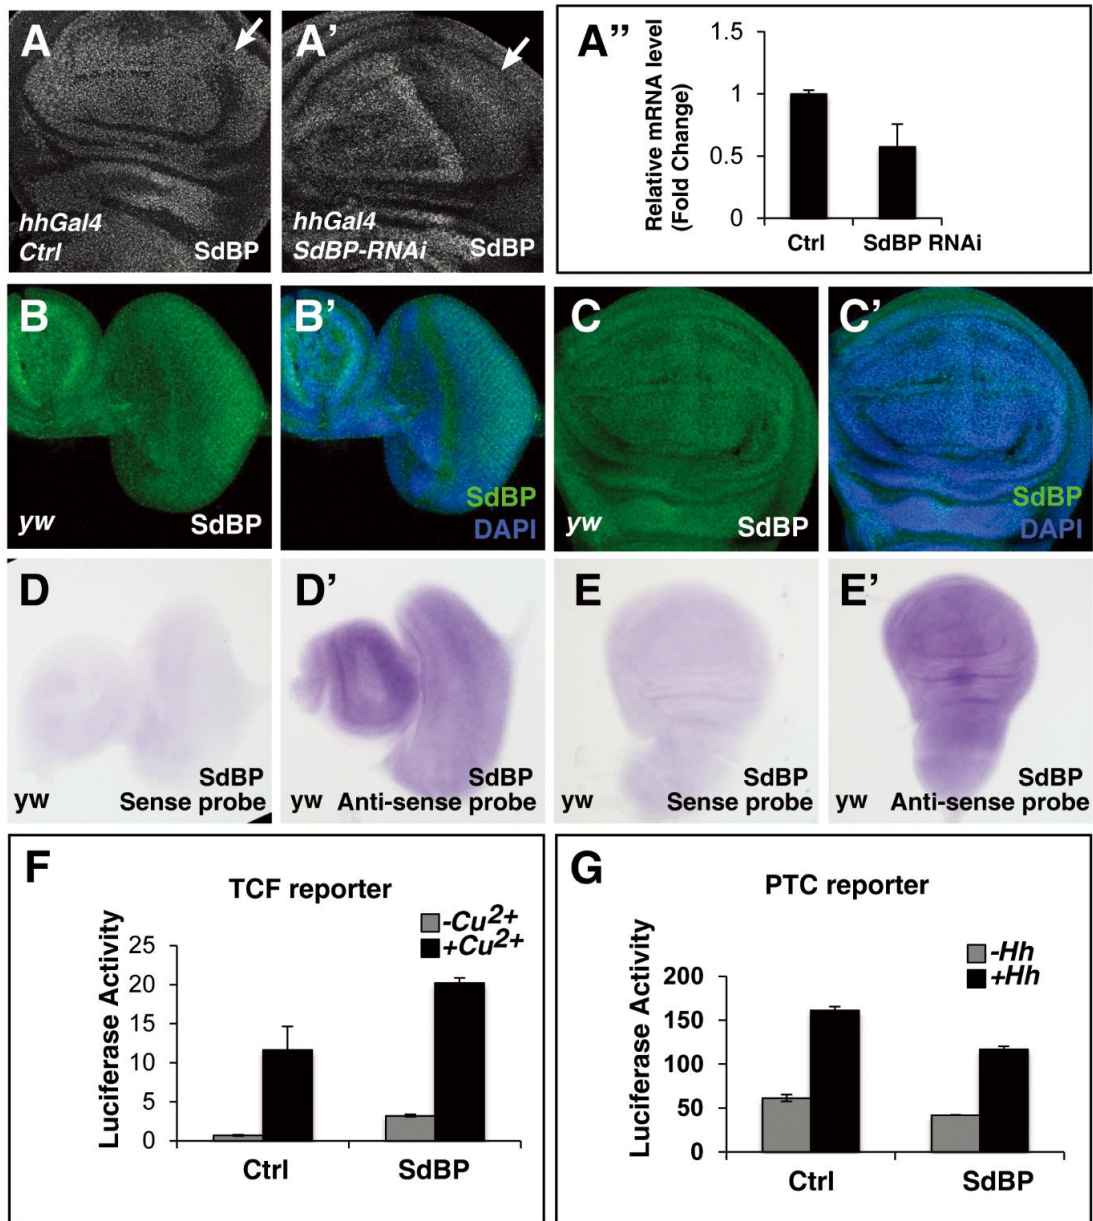 A
hhGal4
Ctrl
SdBP
A'
hhGal4
SdBP-RNAi
SdBP
A''
Relative mRNA level
(Fold Change)
1.5
1
0.5
0
Ctrl
SdBP RNAi
B
yw
SdBP
B'
SdBP
DAPI
C
yw
SdBP
C'
SdBP
DAPI
D
yw
SdBP
Sense probe
D'
yw
SdBP
Anti-sense probe
E
yw
SdBP
Sense probe
E'
yw
SdBP
Anti-sense probe
F
TCF reporter
-Cu2+
+Cu2+
Luciferase Activity
25
20
15
10
5
0
Ctrl
SdBP
G
PTC reporter
-Hh
+Hh
Luciferase Activity
200
150
100
50
0
Ctrl
SdBP